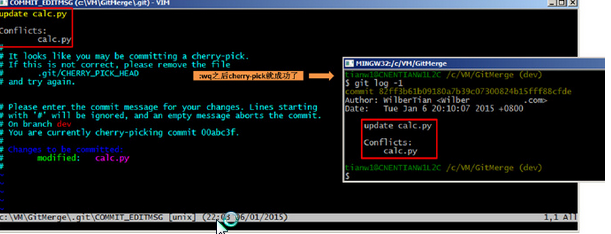 COMMIT_EDITMSG (c:\VM\GitMerge\.git) - VIM
update calc.py
Conflicts:
calc.py
#
# It looks like you may be committing a cherry-pick.
# If this is not correct, please remove the file
# .git/CHERRY_PICK_HEAD
# and try again.
# Please enter the commit message for your changes. Lines starting
# with '#' will be ignored, and an empty message aborts the commit.
# On branch dev
# You are currently cherry-picking commit 00abc3f.
#
# Changes to be committed:
# modified: calc.py
#
c:\VM\GitMerge\.git\COMMIT_EDITMSG [unix] (22:03 06/01/2015) 1,1 All
:wq之后cherry-pick就成功了
MINGW32:/c/VM/GitMerge
/c/VM/GitMerge (dev)
$ git log -1
commit 82ff3b61b09180a7b39c07300824b15fff8cfde
Author: WilberTian <Wilber .com>
Date: Tue Jan 6 20:10:07 2015 +0800
update calc.py
Conflicts:
calc.py
/c/VM/GitMerge (dev)
$